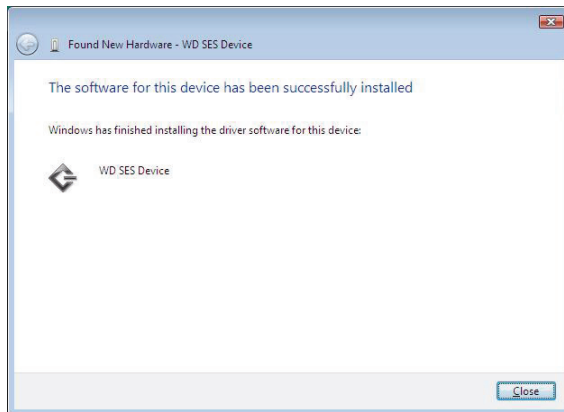 Found New Hardware - WD SES Device
The software for this device has been successfully installed
Windows has finished installing the driver software for this device:
WD SES Device
Close